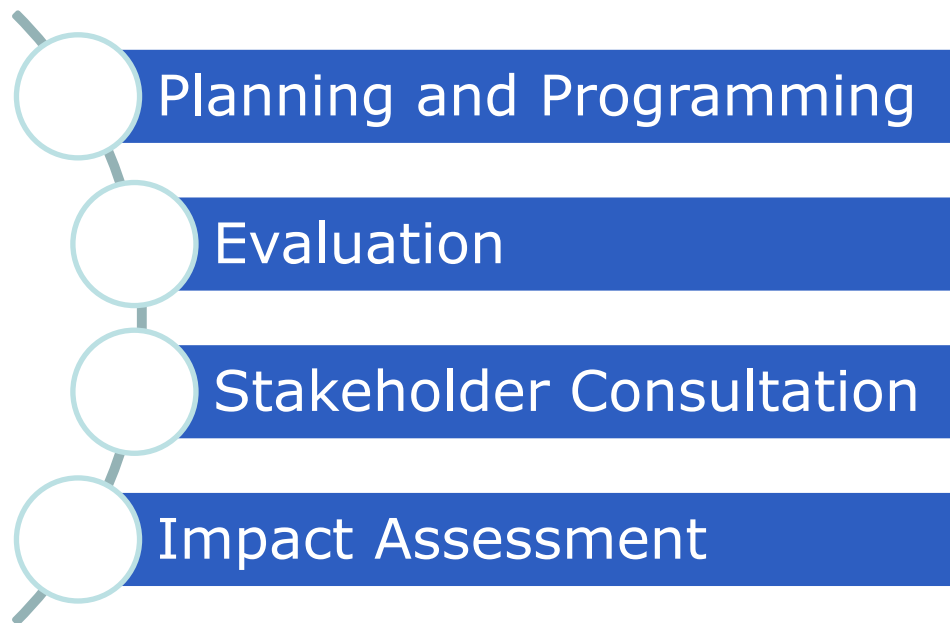 Planning and Programming
Evaluation
Stakeholder Consultation
Impact Assessment